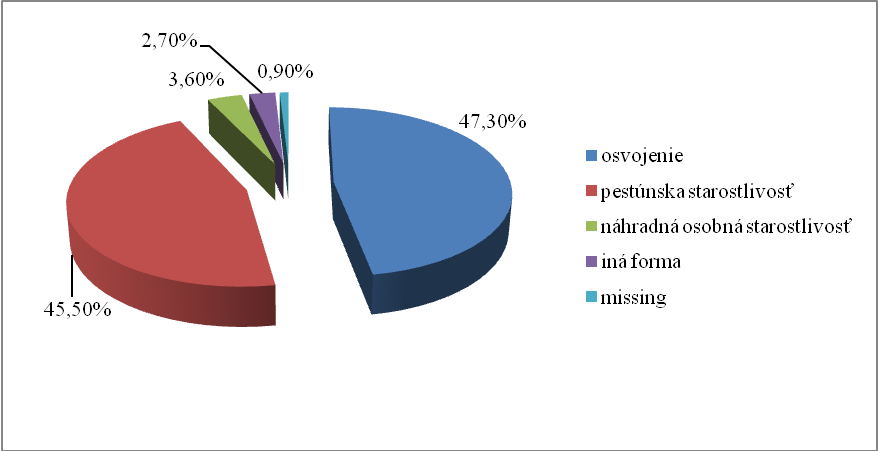 2,70%
3,60%
0,90%
47,30%
45,50%
osvojenie
pestúnska starostlivosť
náhradná osobná starostlivosť
iná forma
missing